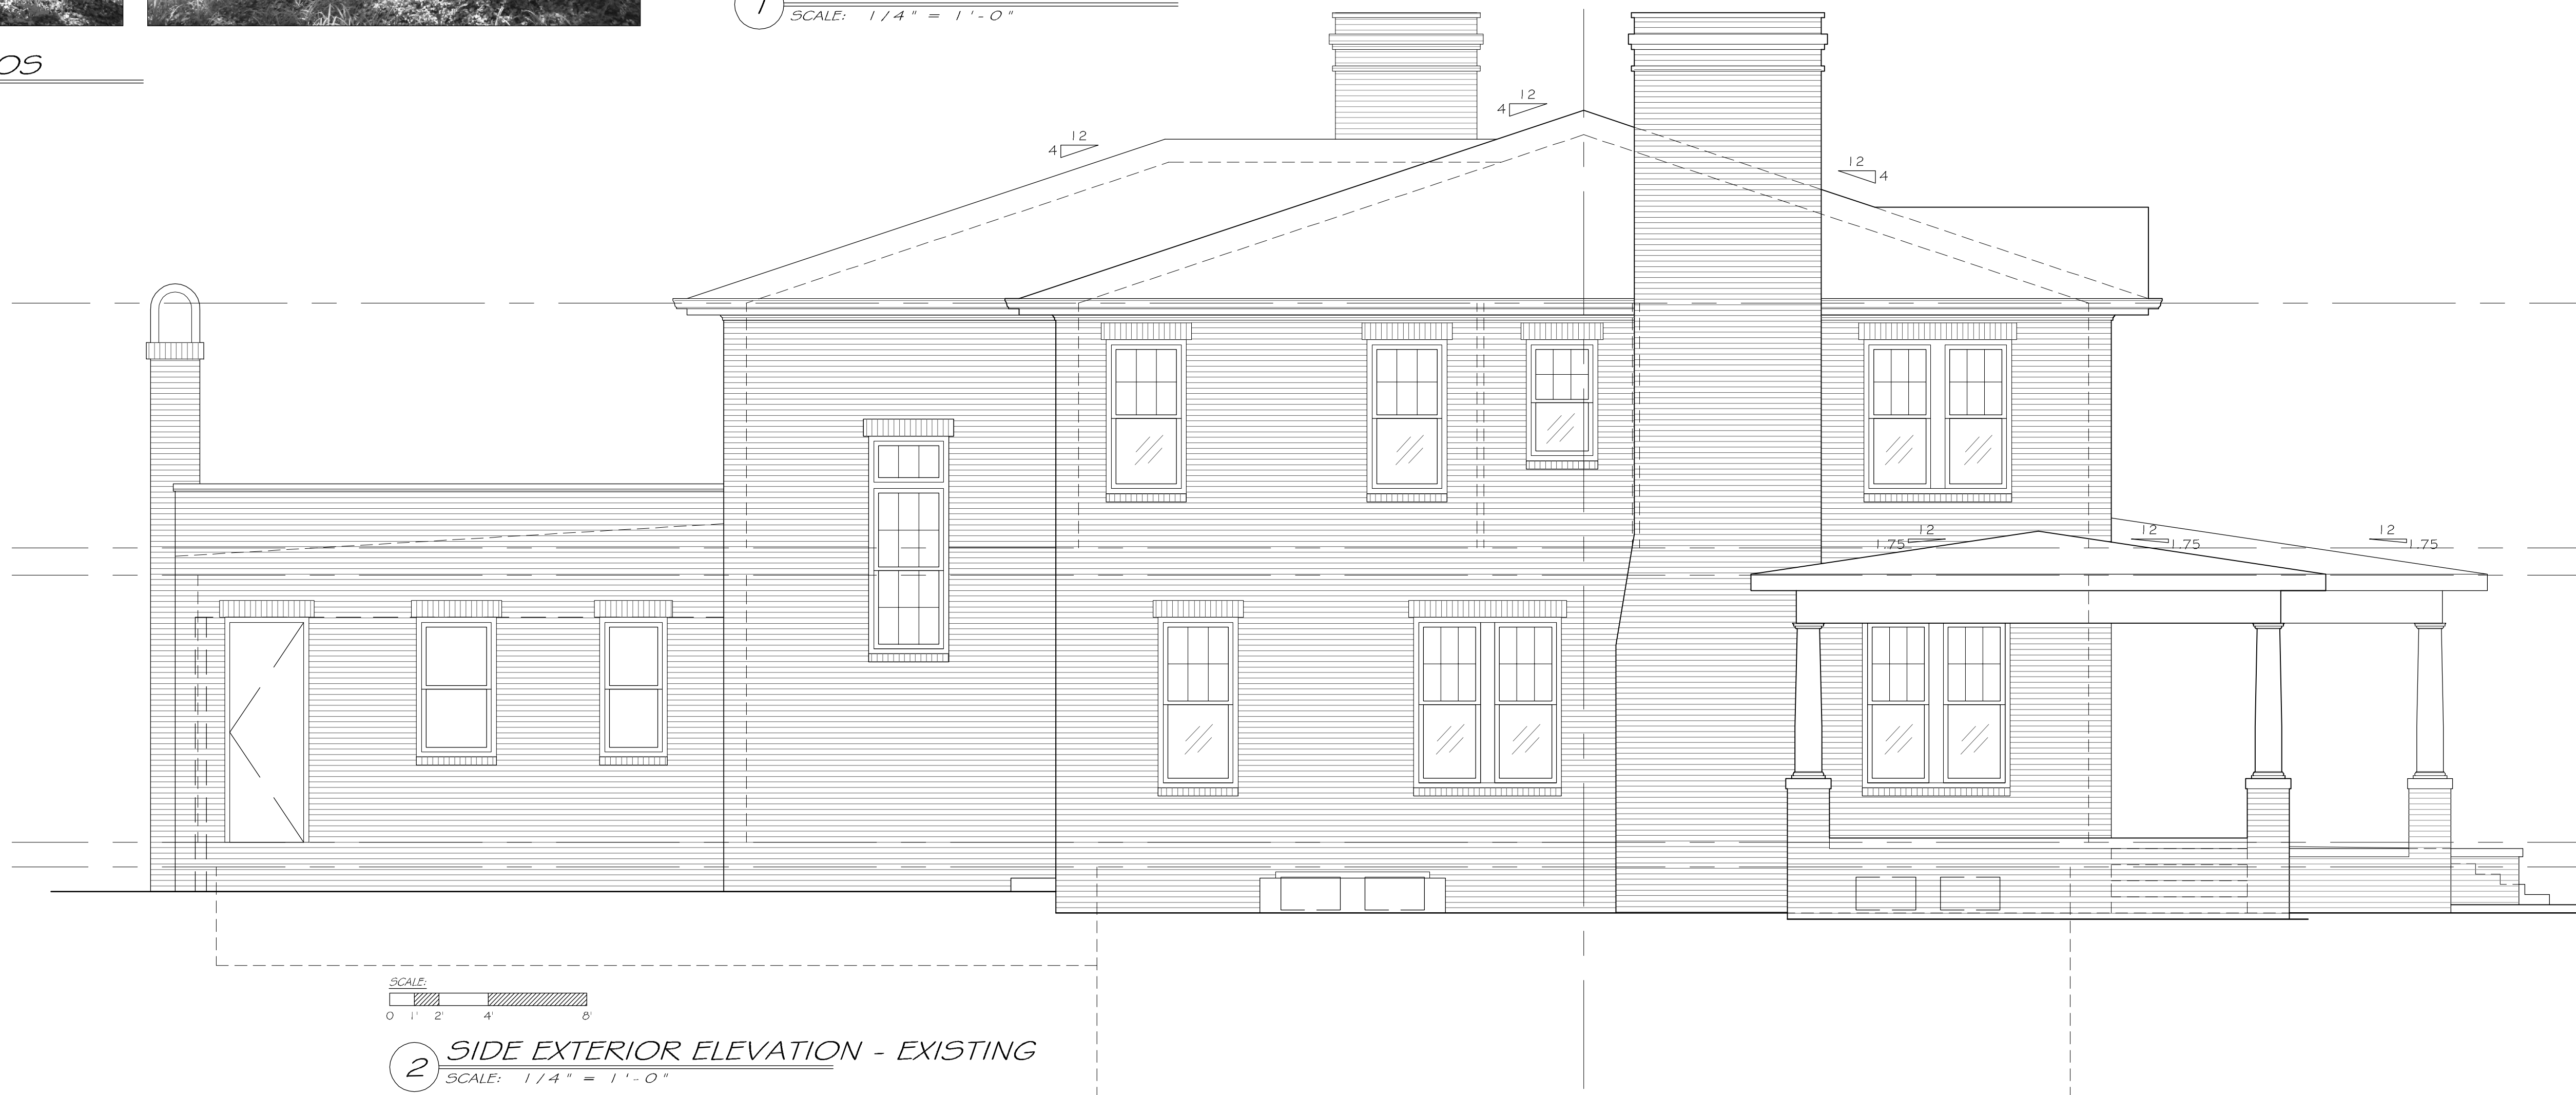 SCALE: 1/4" = 1'-0"
OS
12
4
12
4
12
4
12
1.75
12
1.75
12
1.75
SCALE:
0 1' 2' 4' 8'
2 SIDE EXTERIOR ELEVATION - EXISTING
SCALE: 1/4" = 1'-0"